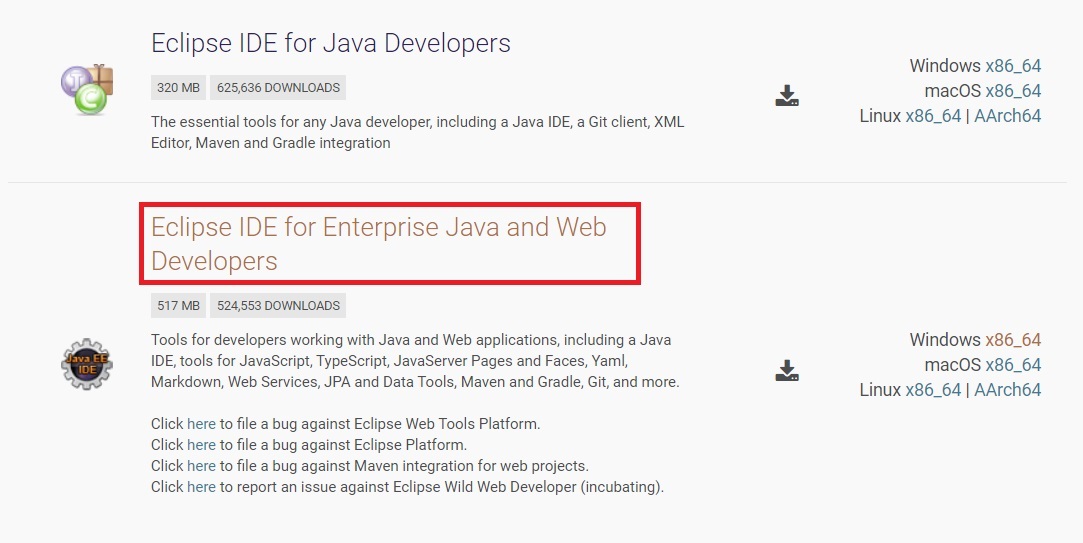 Eclipse IDE for Java Developers
320 MB 625,636 DOWNLOADS
The essential tools for any Java developer, including a Java IDE, a Git client, XML
Editor, Maven and Gradle integration
Windows x86_64
macOS x86_64
Linux x86_64 | AArch64
J
C
Eclipse IDE for Enterprise Java and Web
Developers
517 MB 524,553 DOWNLOADS
Java EE
IDE
Tools for developers working with Java and Web applications, including a Java
IDE, tools for JavaScript, TypeScript, JavaServer Pages and Faces, Yaml,
Markdown, Web Services, JPA and Data Tools, Maven and Gradle, Git, and more.
Click here to file a bug against Eclipse Web Tools Platform.
Click here to file a bug against Eclipse Platform.
Click here to file a bug against Maven integration for web projects.
Click here to report an issue against Eclipse Wild Web Developer (incubating).
Windows x86_64
macOS x86_64
Linux x86_64 | AArch64